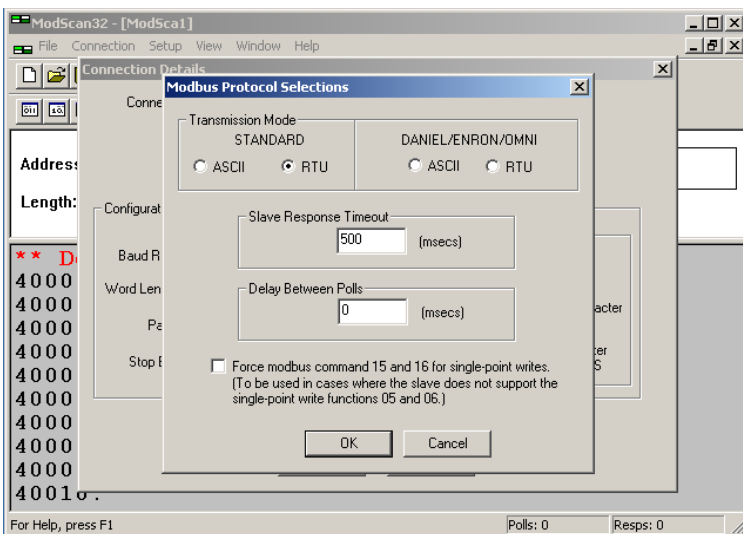 ModScan32 - [ModSca1]
File Connection Setup View Window Help
Connection Details
Modbus Protocol Selections
Transmission Mode
STANDARD DANIEL/ENRON/OMNI
ASCII RTU ASCII RTU
Address:
Length:
Slave Response Timeout
500 (msecs)
Delay Between Polls
0 (msecs)
Force modbus command 15 and 16 for single-point writes.
(To be used in cases where the slave does not support the
single-point write functions 05 and 06.)
OK Cancel
Baud R
Word Len
Stop B
**
4000
4000
4000
4000
4000
4000
4000
4000
4000
40010:
For Help, press F1 Polls: 0 Resps: 0